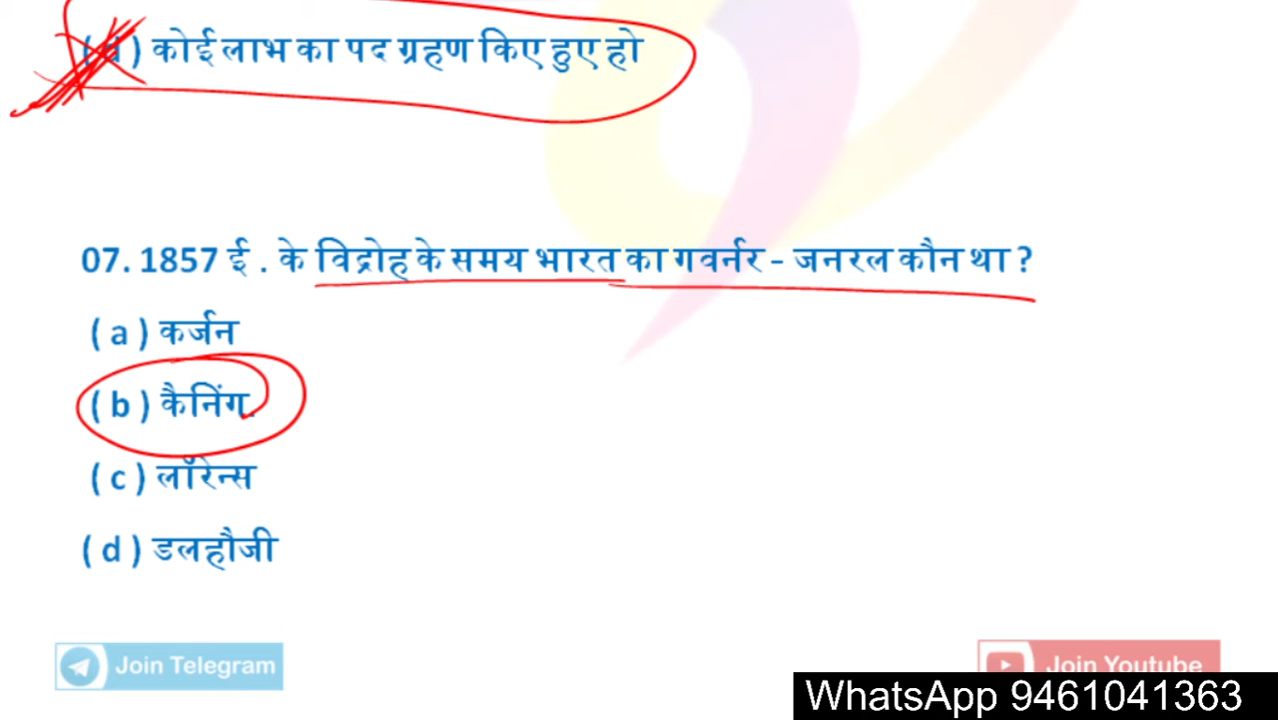 ) कोई लाभ का पद ग्रहण किए हुए हो
07. 1857 ई . के विद्रोह के समय भारत का गवर्नर - जनरल कौन था ?
( a ) कर्जन
( b ) कैनिंग.
( c ) लॉरेन्स
( d ) डलहौजी
Join Telegram
Join Youtube
WhatsApp 9461041363